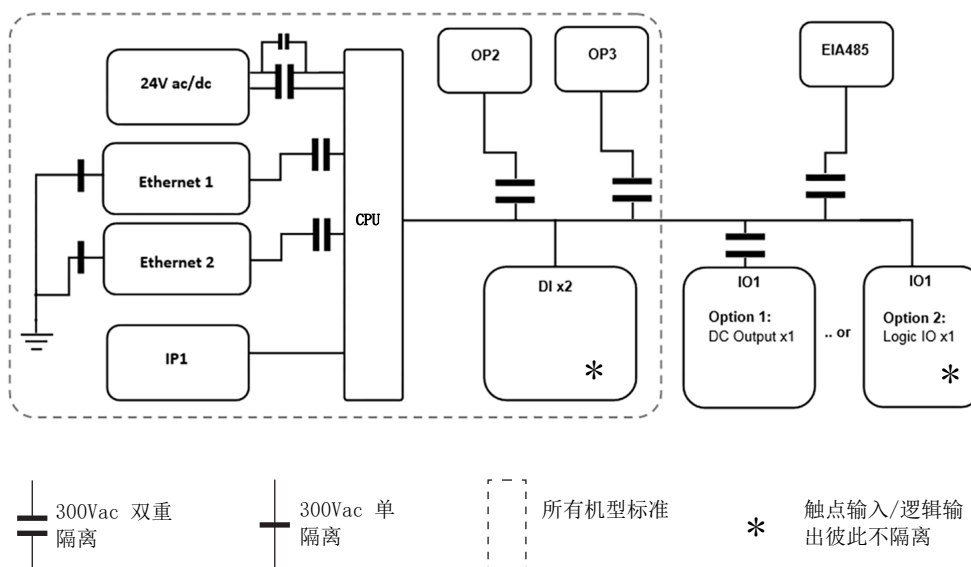 24V ac/dc
Ethernet 1
Ethernet 2
IP1
CPU
OP2
OP3
EIA485
DI x2
*
IO1
Option 1:
DC Output x1
.. or
IO1
Option 2:
Logic IO x1
*
300Vac 双重
隔离
300Vac 单
隔离
所有机型标准
*
触点输入/逻辑输
出彼此不隔离